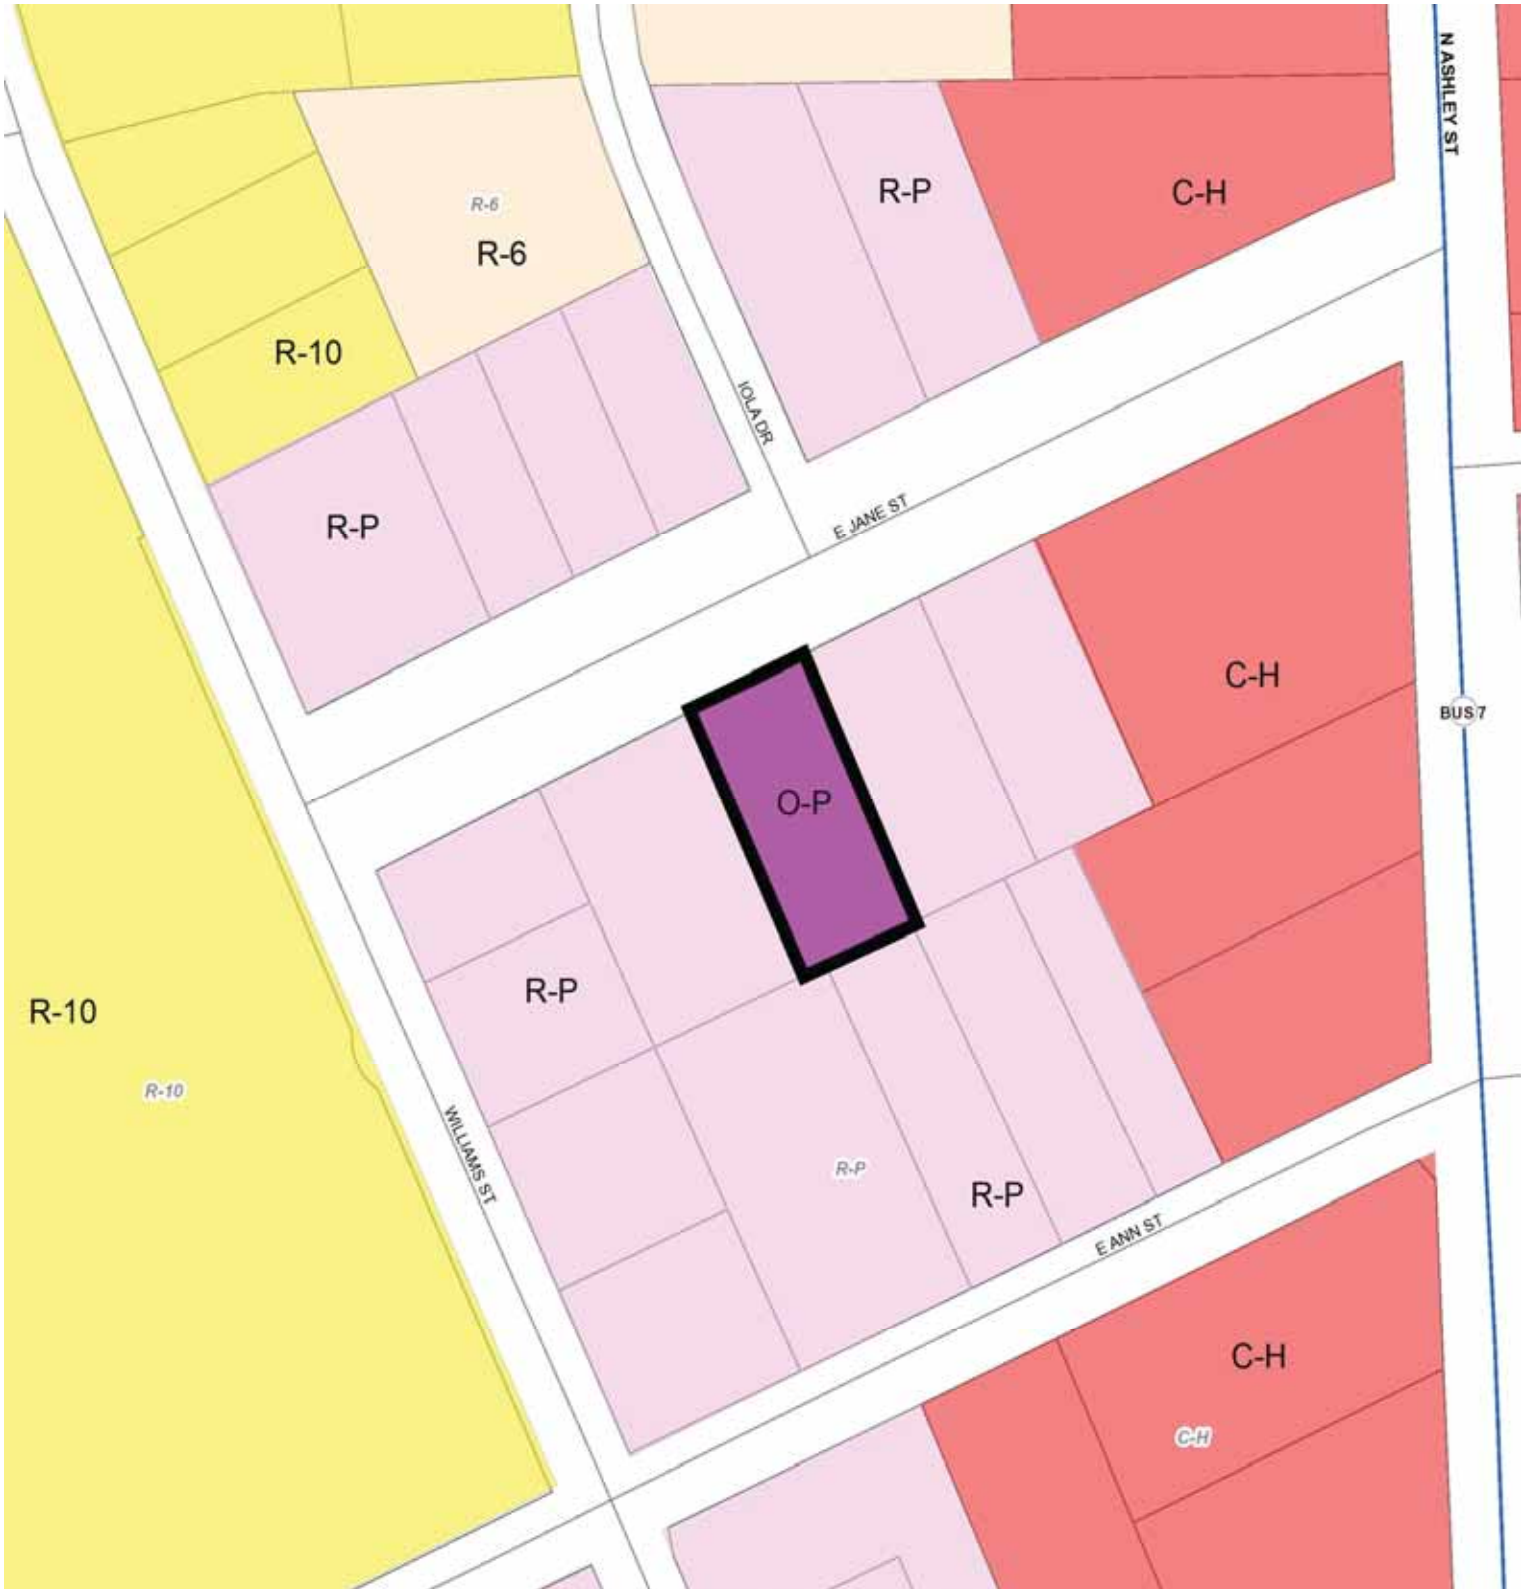 N ASHLEY ST
R-P
C-H
R-6
R-6
R-10
IOLA DR
E JANE ST
R-P
C-H
BUS 7
O-P
R-P
R-10
R-10
WILLIAMS ST
R-P
R-P
E ANN ST
C-H
C-H